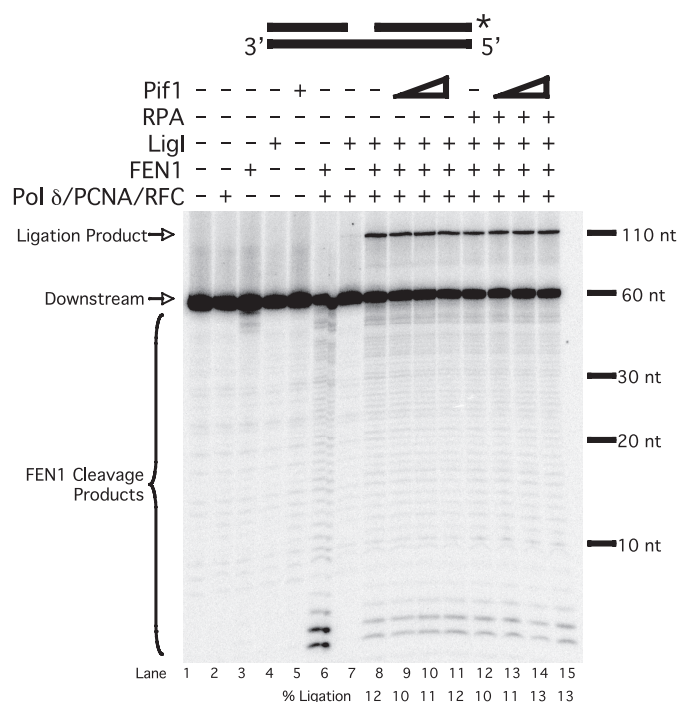 3’ 5’ *
Pif1 – – – – + – – – –
RPA – – – – – – – – – – – + + + +
LigI – – – + – – + + + + + + + + +
FEN1 – – + – – + – + + + + + + + +
Pol δ/PCNA/RFC – + – – – + + + + + + + + + +
Ligation Product 110 nt
Downstream 60 nt
30 nt
20 nt
FEN1 Cleavage
Products
10 nt
Lane 1 2 3 4 5 6 7 8 9 10 11 12 13 14 15
% Ligation 12 10 11 12 10 11 13 13